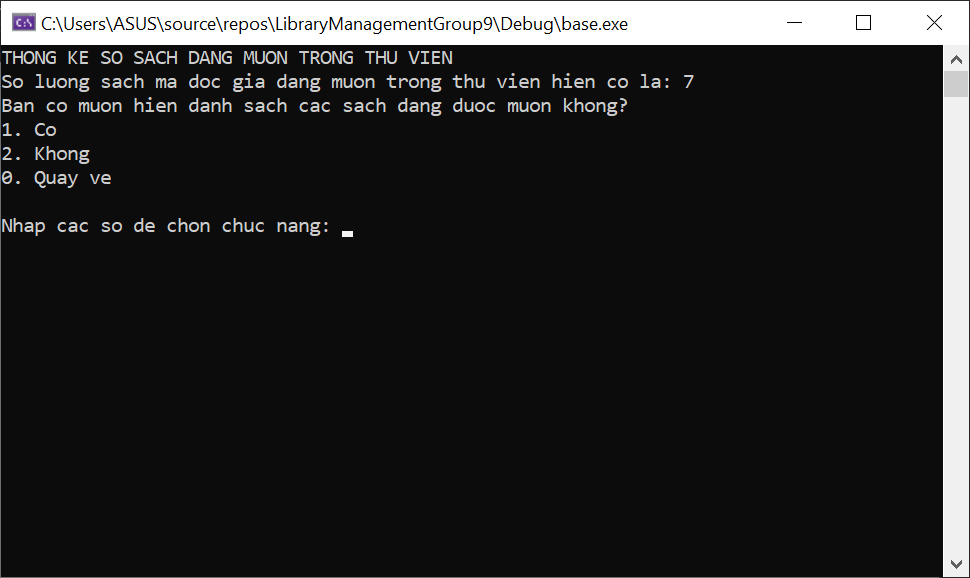 C:\Users\ASUS\source\repos\LibraryManagementGroup9\Debug\base.exe
THONG KE SO SACH DANG MUON TRONG THU VIEN
So luong sach ma doc gia dang muon trong thu vien hien co la: 7
Ban co muon hien danh sach cac sach dang duoc muon khong?
1. Co
2. Khong
0. Quay ve
Nhap cac so de chon chuc nang: